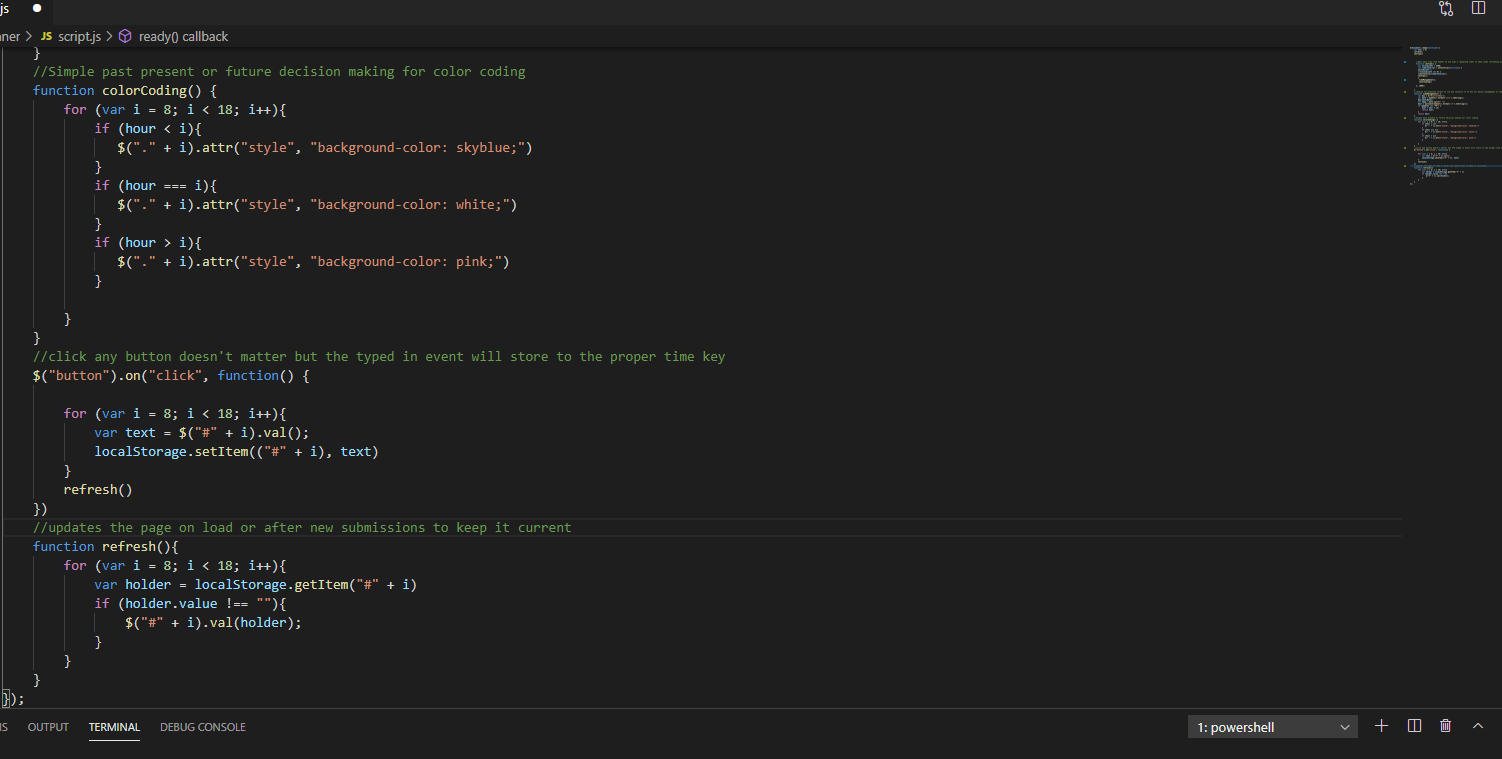 js
ner > JS script.js > ready() callback
}
//Simple past present or future decision making for color coding
function colorCoding() {
for (var i = 8; i < 18; i++){
if (hour < i){
$("." + i).attr("style", "background-color: skyblue;")
}
if (hour === i){
$("." + i).attr("style", "background-color: white;")
}
if (hour > i){
$("." + i).attr("style", "background-color: pink;")
}
}
}
//click any button doesn't matter but the typed in event will store to the proper time key
$("button").on("click", function() {
for (var i = 8; i < 18; i++){
var text = $("#" + i).val();
localStorage.setItem(("#" + i), text)
}
refresh()
})
//updates the page on load or after new submissions to keep it current
function refresh(){
for (var i = 8; i < 18; i++){
var holder = localStorage.getItem("#" + i)
if (holder.value !== ""){
$("#" + i).val(holder);
}
}
}
});
MS OUTPUT TERMINAL DEBUG CONSOLE 1: powershell